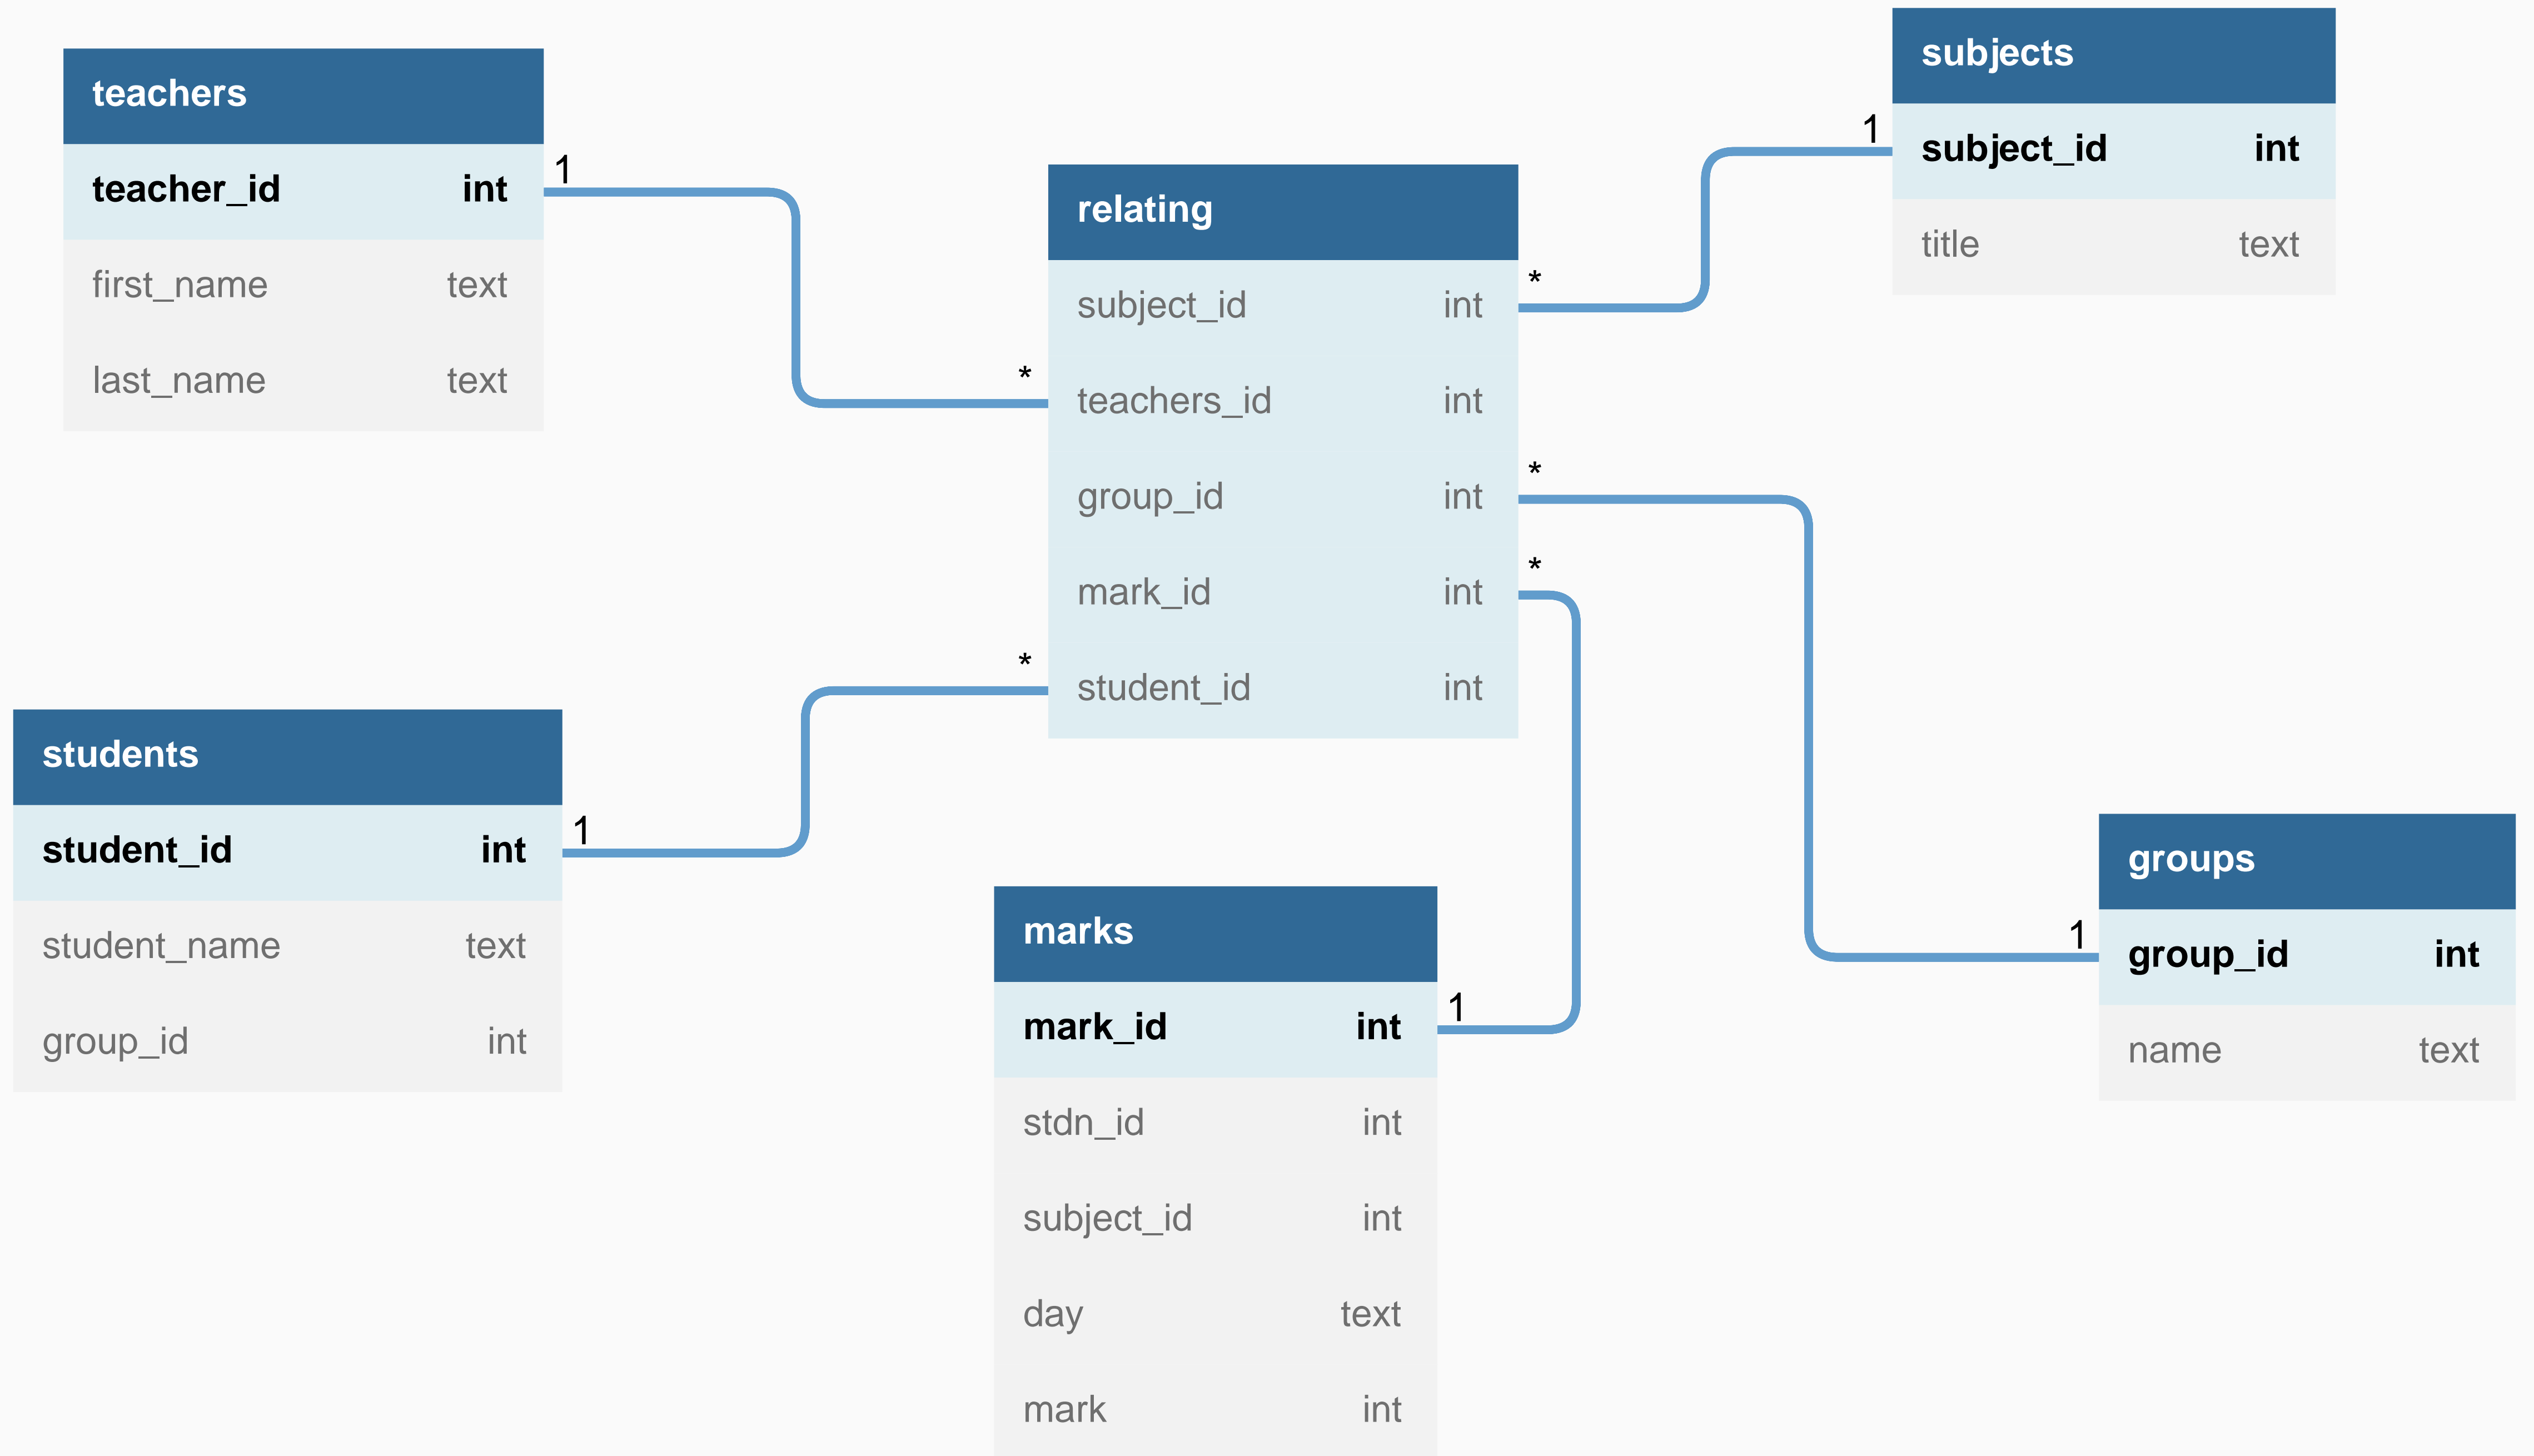 teachers
teacher_id int
first_name text
last_name text
1
*
relating
subject_id int
teachers_id int
group_id int
mark_id int
student_id int
*
*
*
1
subjects
subject_id int
title text
students
student_id int
student_name text
group_id int
1
*
marks
mark_id int
stdn_id int
subject_id int
day text
mark int
1
1
groups
group_id int
name text